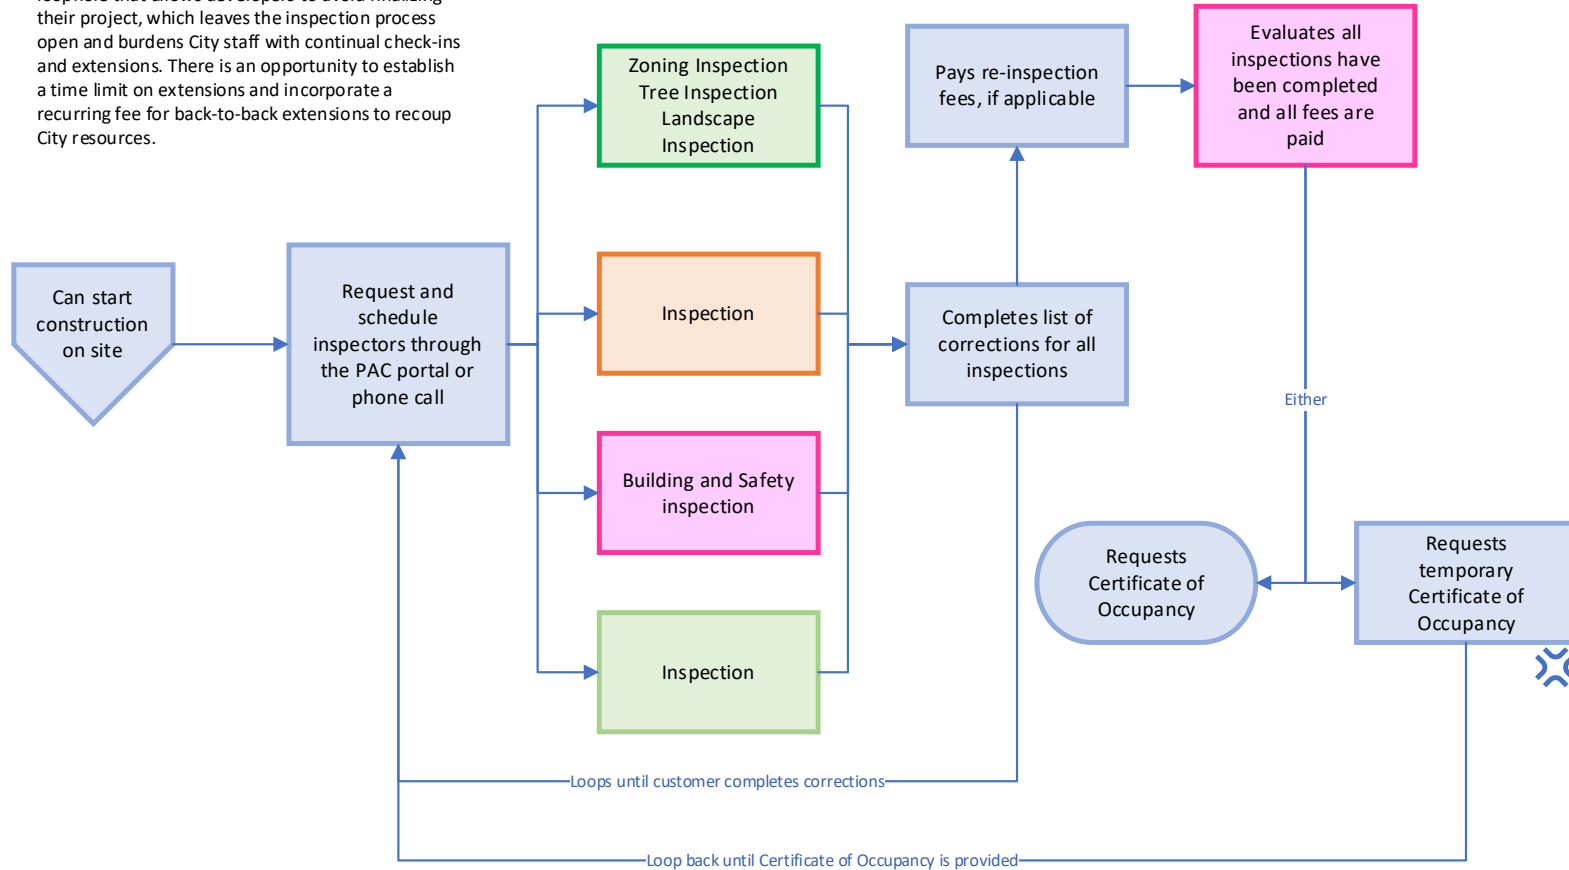 their project, which leaves the inspection process
open and burdens City staff with continual check-ins
and extensions. There is an opportunity to establish
a time limit on extensions and incorporate a
recurring fee for back-to-back extensions to recoup
City resources.
Zoning Inspection
Tree Inspection
Landscape
Inspection
Pays re-inspection
fees, if applicable
Evaluates all
inspections have
been completed
and all fees are
paid
Can start
construction
on site
Request and
schedule
inspectors through
the PAC portal or
phone call
Inspection
Completes list of
corrections for all
inspections
Either
Building and Safety
inspection
Requests
Certificate of
Occupancy
Requests
temporary
Certificate of
Occupancy
Inspection
Loops until customer completes corrections
Loop back until Certificate of Occupancy is provided